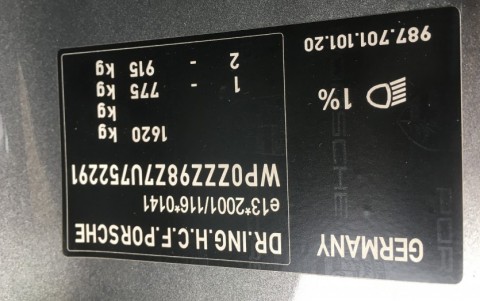 DR.ING.H.C.F.PORSCHE
e13*2001/116*0141
WP0ZZZ98Z7U752291
1620 kg
kg
1 - 775 kg
2 - 915 kg
GERMANY
1%
987.701.101.20